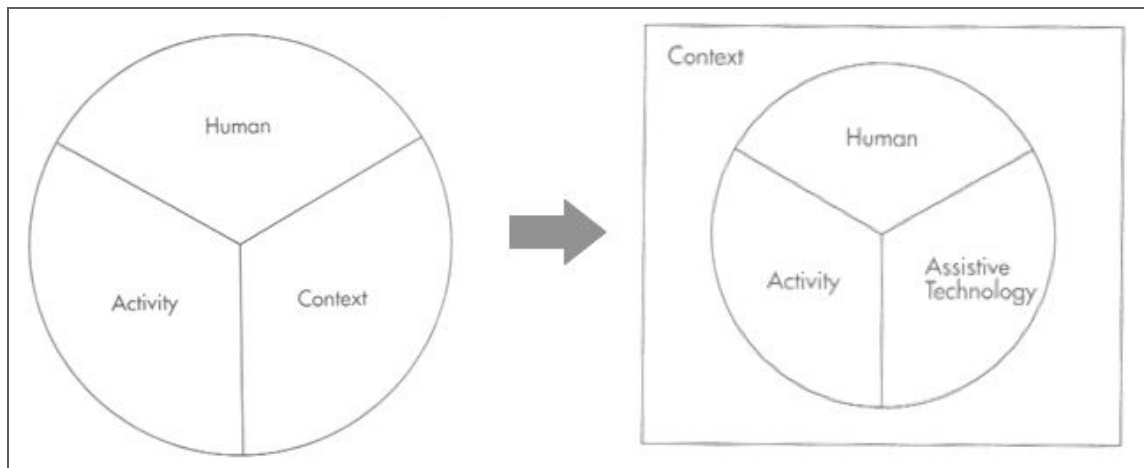 Human
Activity
Context
Context
Human
Activity
Assistive
Technology